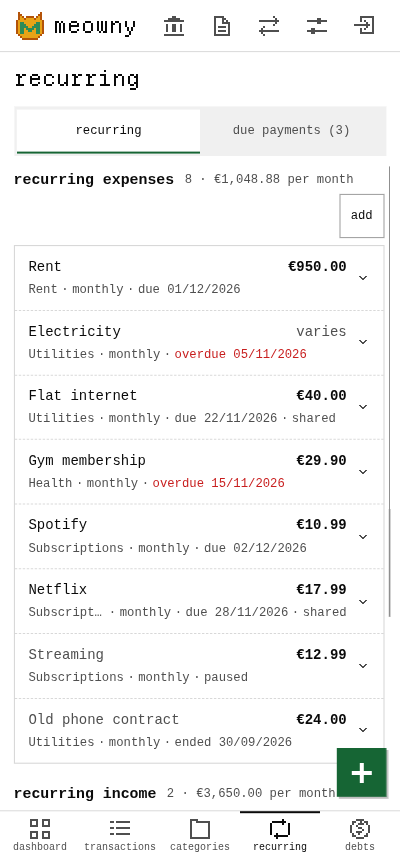 meowny
recurring
recurring
due payments (3)
recurring expenses 8 · €1,048.88 per month
add
Rent €950.00
Rent · monthly · due 01/12/2026
Electricity varies
Utilities · monthly · overdue 05/11/2026
Flat internet €40.00
Utilities · monthly · due 22/11/2026 · shared
Gym membership €29.90
Health · monthly · overdue 15/11/2026
Spotify €10.99
Subscriptions · monthly · due 02/12/2026
Netflix €17.99
Subscript… · monthly · due 28/11/2026 · shared
Streaming €12.99
Subscriptions · monthly · paused
Old phone contract €24.00
Utilities · monthly · ended 30/09/2026
recurring income 2 · €3,650.00 per month
dashboard transactions categories recurring debts